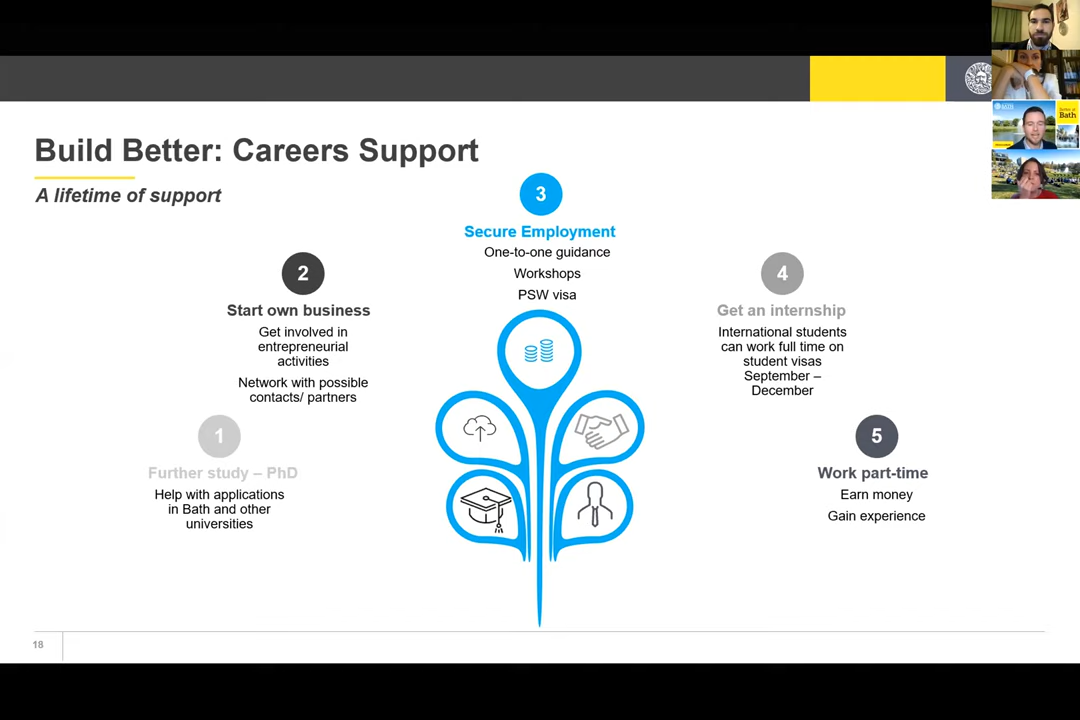 Build Better: Careers Support
A lifetime of support
3
Secure Employment
One-to-one guidance
Workshops
PSW visa
2
Start own business
Get involved in
entrepreneurial
activities
Network with possible
contacts/ partners
4
Get an internship
International students
can work full time on
student visas
September –
December
1
Further study – PhD
Help with applications
in Bath and other
universities
5
Work part-time
Earn money
Gain experience
18
Bath